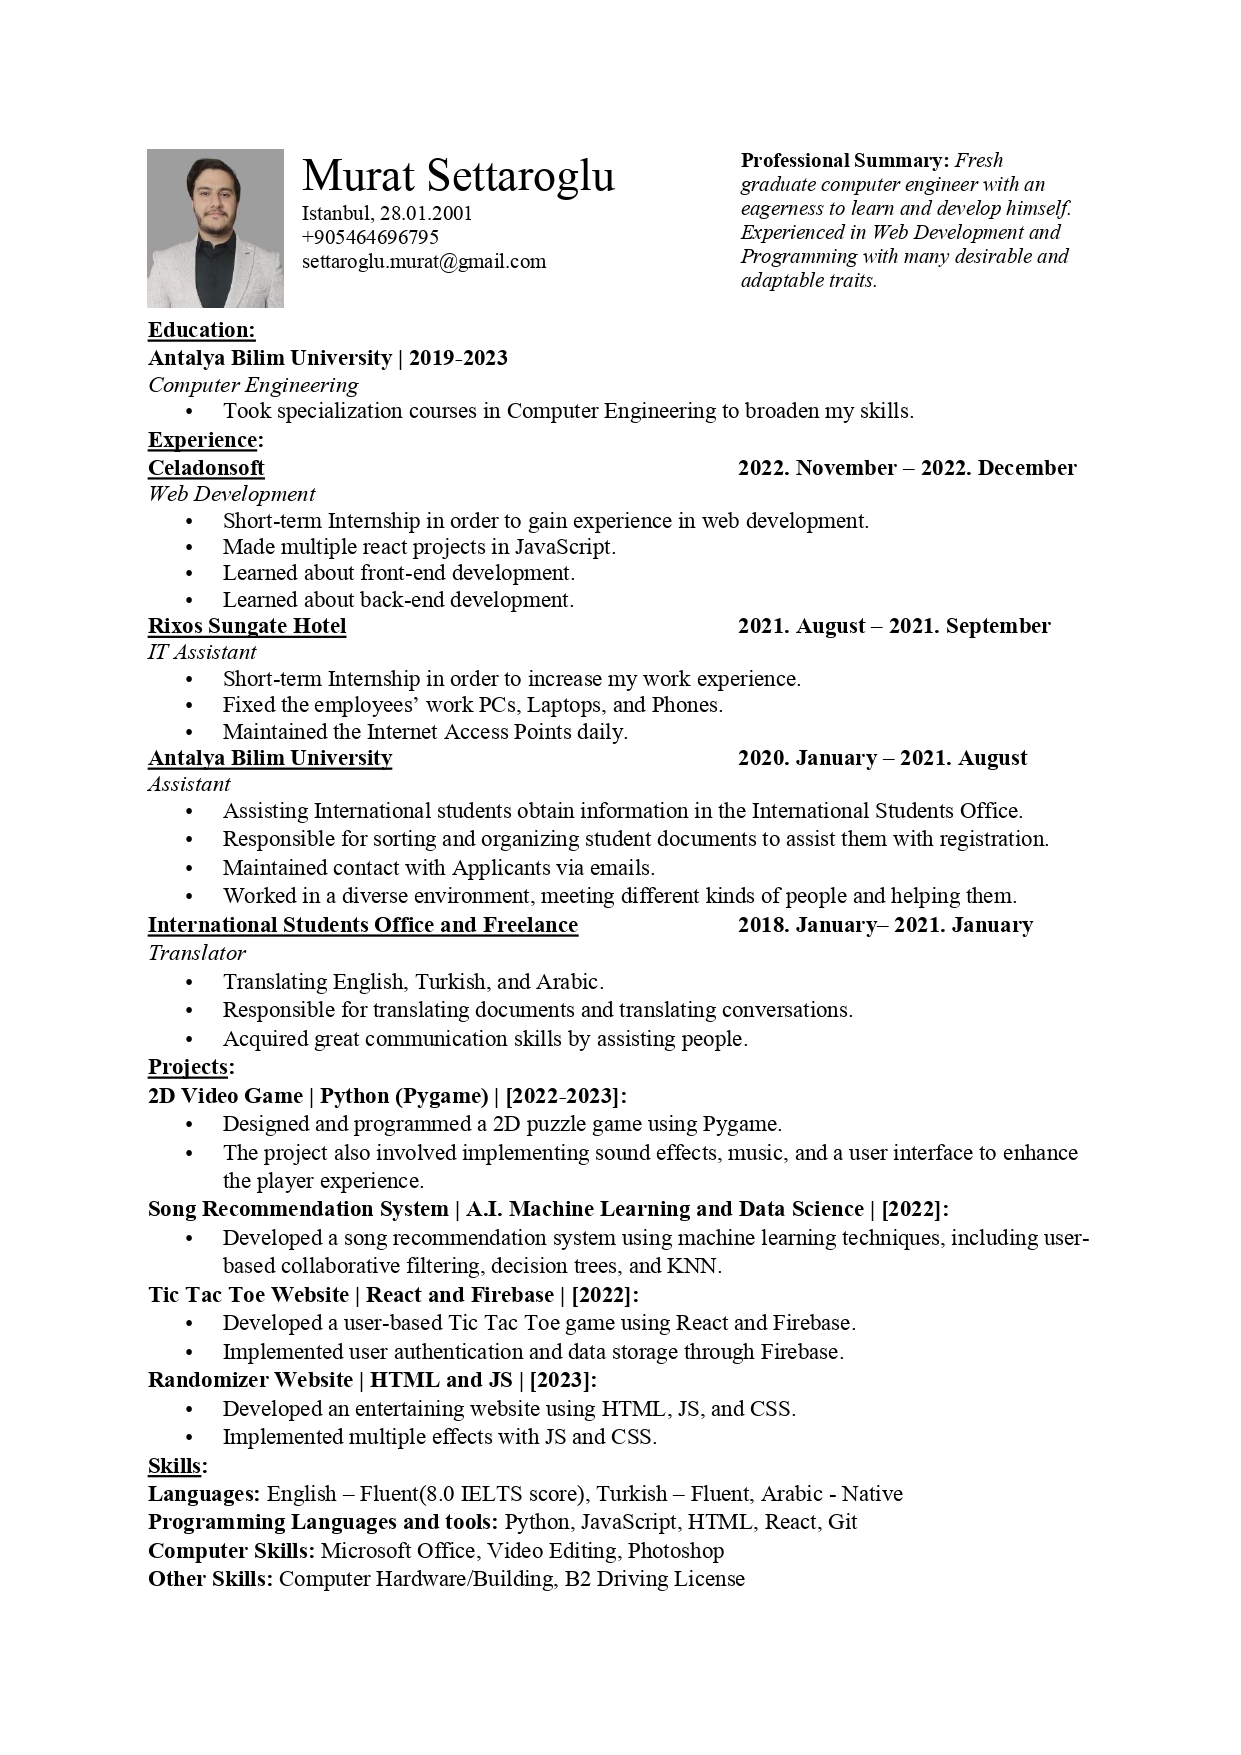 Murat Settaroglu
Istanbul, 28.01.2001
+905464696795
settaroglu.murat@gmail.com
Professional Summary: Fresh
graduate computer engineer with an
eagerness to learn and develop himself.
Experienced in Web Development and
Programming with many desirable and
adaptable traits.
Education:
Antalya Bilim University | 2019-2023
Computer Engineering
• Took specialization courses in Computer Engineering to broaden my skills.
Experience:
Celadonsoft 2022. November – 2022. December
Web Development
• Short-term Internship in order to gain experience in web development.
• Made multiple react projects in JavaScript.
• Learned about front-end development.
• Learned about back-end development.
Rixos Sungate Hotel 2021. August – 2021. September
IT Assistant
• Short-term Internship in order to increase my work experience.
• Fixed the employees’ work PCs, Laptops, and Phones.
• Maintained the Internet Access Points daily.
Antalya Bilim University 2020. January – 2021. August
Assistant
• Assisting International students obtain information in the International Students Office.
• Responsible for sorting and organizing student documents to assist them with registration.
• Maintained contact with Applicants via emails.
• Worked in a diverse environment, meeting different kinds of people and helping them.
International Students Office and Freelance 2018. January– 2021. January
Translator
• Translating English, Turkish, and Arabic.
• Responsible for translating documents and translating conversations.
• Acquired great communication skills by assisting people.
Projects:
2D Video Game | Python (Pygame) | [2022-2023]:
• Designed and programmed a 2D puzzle game using Pygame.
• The project also involved implementing sound effects, music, and a user interface to enhance
the player experience.
Song Recommendation System | A.I. Machine Learning and Data Science | [2022]:
• Developed a song recommendation system using machine learning techniques, including user-
based collaborative filtering, decision trees, and KNN.
Tic Tac Toe Website | React and Firebase | [2022]:
• Developed a user-based Tic Tac Toe game using React and Firebase.
• Implemented user authentication and data storage through Firebase.
Randomizer Website | HTML and JS | [2023]:
• Developed an entertaining website using HTML, JS, and CSS.
• Implemented multiple effects with JS and CSS.
Skills:
Languages: English – Fluent(8.0 IELTS score), Turkish – Fluent, Arabic - Native
Programming Languages and tools: Python, JavaScript, HTML, React, Git
Computer Skills: Microsoft Office, Video Editing, Photoshop
Other Skills: Computer Hardware/Building, B2 Driving License